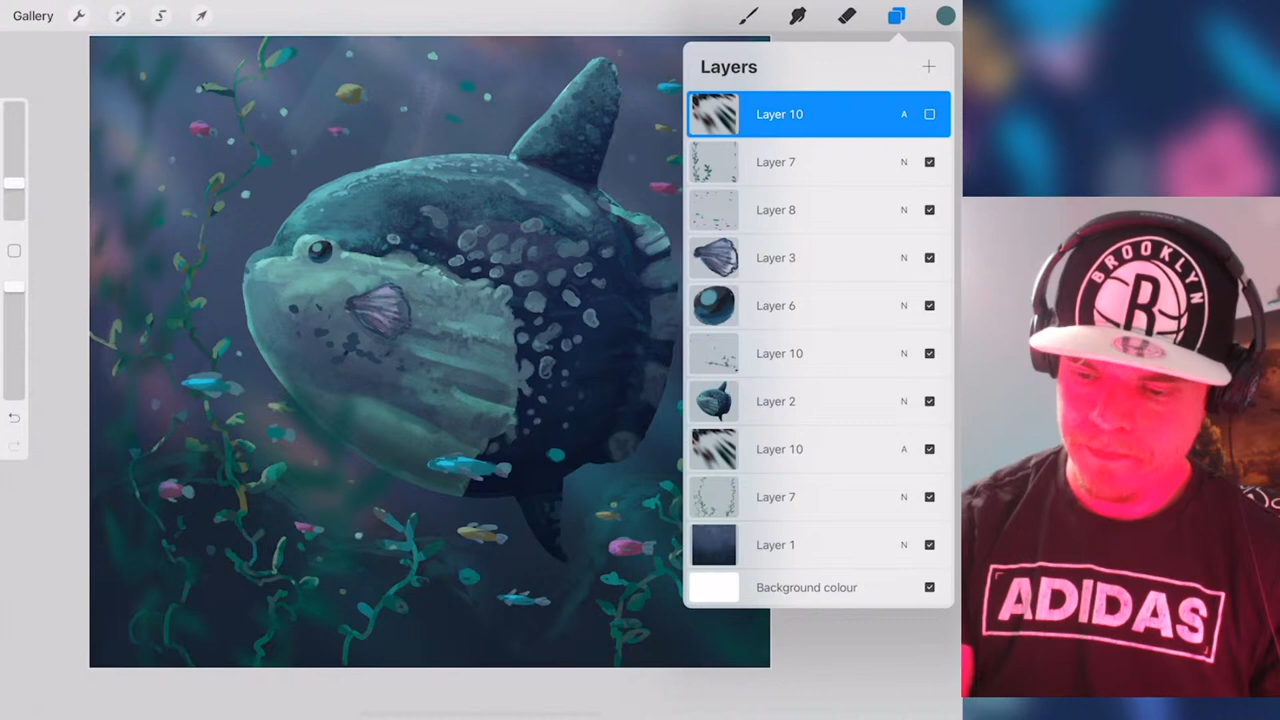 Gallery
Layers
Layer 10 A
Layer 7 N
Layer 8 N
Layer 3 N
Layer 6 N
Layer 10 N
Layer 2 N
Layer 10 A
Layer 7 N
Layer 1 N
Background colour
BROOKLYN
B
ADIDAS